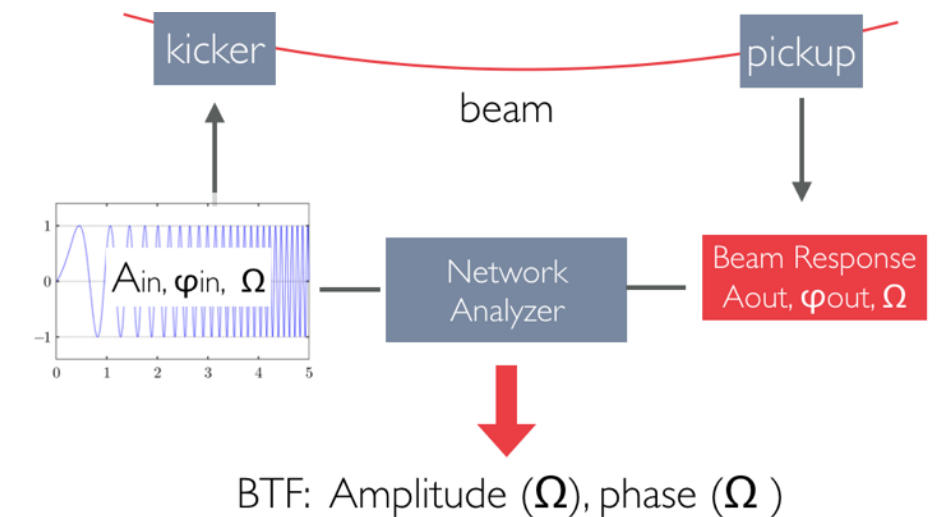 kicker
pickup
beam
1
0
−1
Ain, φin, Ω
0 1 2 3 4 5
Network
Analyzer
Beam Response
Aout, φout, Ω
BTF: Amplitude (Ω), phase (Ω )